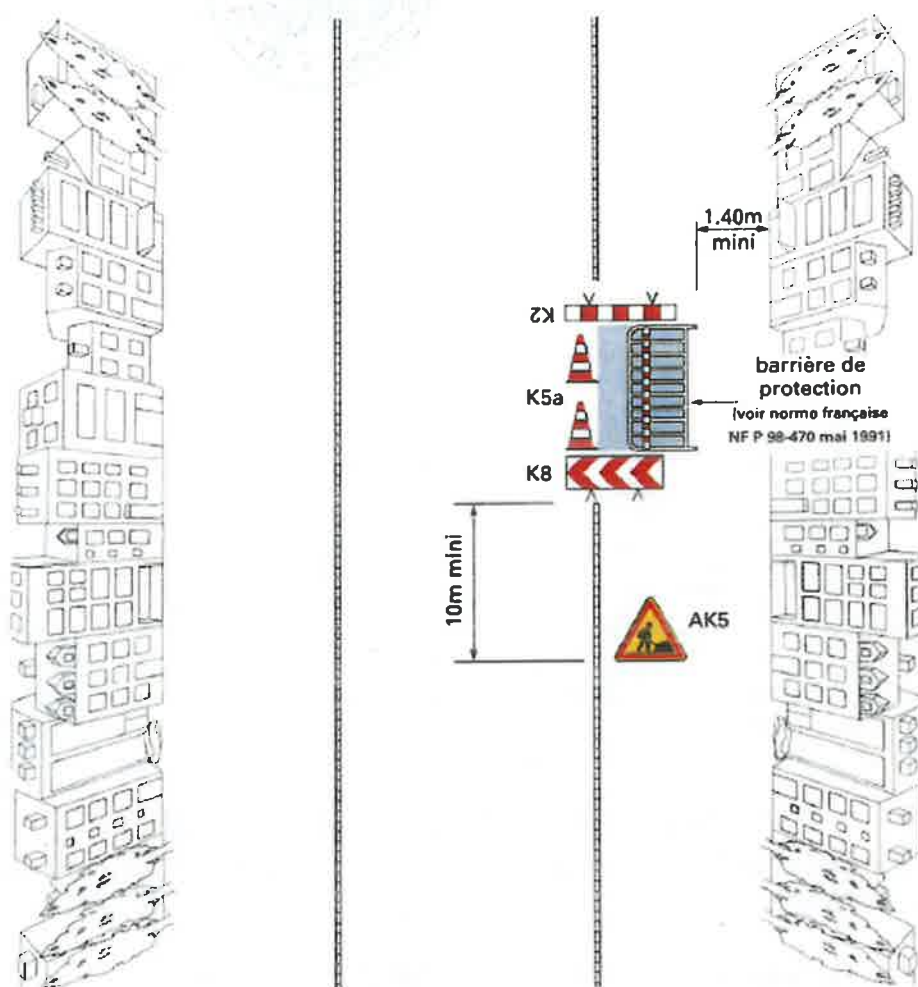 1.40m
mini
K2
K5a
barrière de
protection
(voir norme française
NF P 98-470 mai 1991)
K8
10m mini
AK5